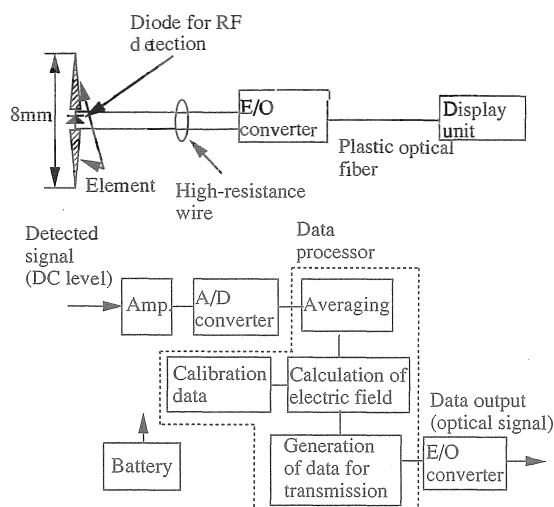 Diode for RF
detection
8mm
E/O
converter
Display
unit
Plastic optical
fiber
Element
High-resistance
wire
Detected
signal
(DC level)
Data
processor
Amp.
A/D
converter
Averaging
Calibration
data
Calculation of
electric field
Data output
(optical signal)
Battery
Generation
of data for
transmission
E/O
converter